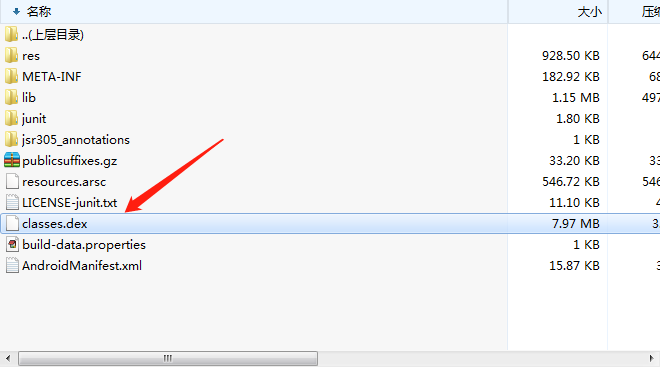 名称 大小 压缩
..(上层目录)
res 928.50 KB 644
META-INF 182.92 KB 68
lib 1.15 MB 497
junit 1.80 KB
jsr305_annotations 1 KB
publicsuffixes.gz 33.20 KB 33
resources.arsc 546.72 KB 546
LICENSE-junit.txt 11.10 KB 4
classes.dex 7.97 MB 3
build-data.properties 1 KB
AndroidManifest.xml 15.87 KB 3